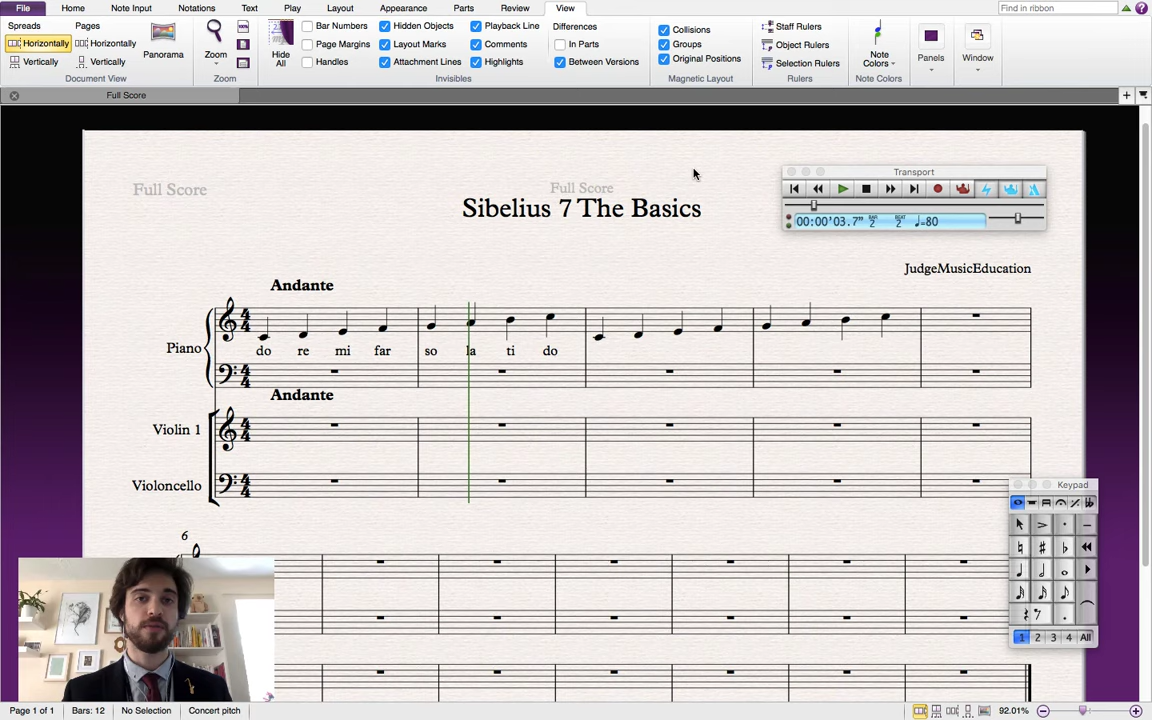 File Home Note Input Notations Text Play Layout Appearance Parts Review View Find in ribbon
Spreads Pages Bar Numbers Hidden Objects Playback Line Differences Collisions Staff Rulers
Horizontally Horizontally Page Margins Layout Marks Comments In Parts Groups Object Rulers
Vertically Vertically Panorama Zoom Hide All Handles Attachment Lines Highlights Between Versions Original Positions Selection Rulers Note Colors Panels Window
Document View Zoom Invisibles Magnetic Layout Rulers Note Colors
Full Score
Full Score Full Score
Transport
Sibelius 7 The Basics
00:00'03.7" BAR 2 BEAT 2 ♩=80
JudgeMusicEducation
Andante
Piano
do re mi far so la ti do
Andante
Violin 1
Violoncello
Keypad
6
1 2 3 4 All
Page 1 of 1 Bars: 12 No Selection Concert pitch 92.01%